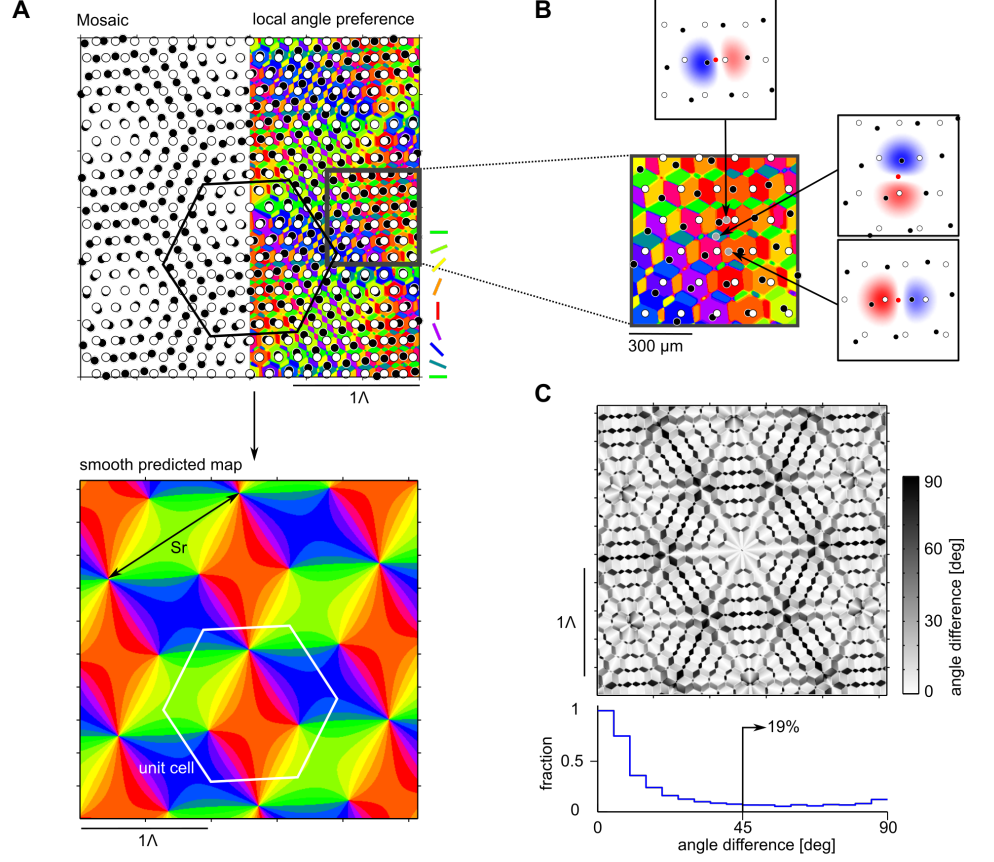 A
Mosaic
local angle preference
1Λ
B
300 µm
smooth predicted map
Sr
unit cell
1Λ
C
1Λ
90
60
30
0
angle difference [deg]
1
0.5
0
fraction
19%
0
45
90
angle difference [deg]